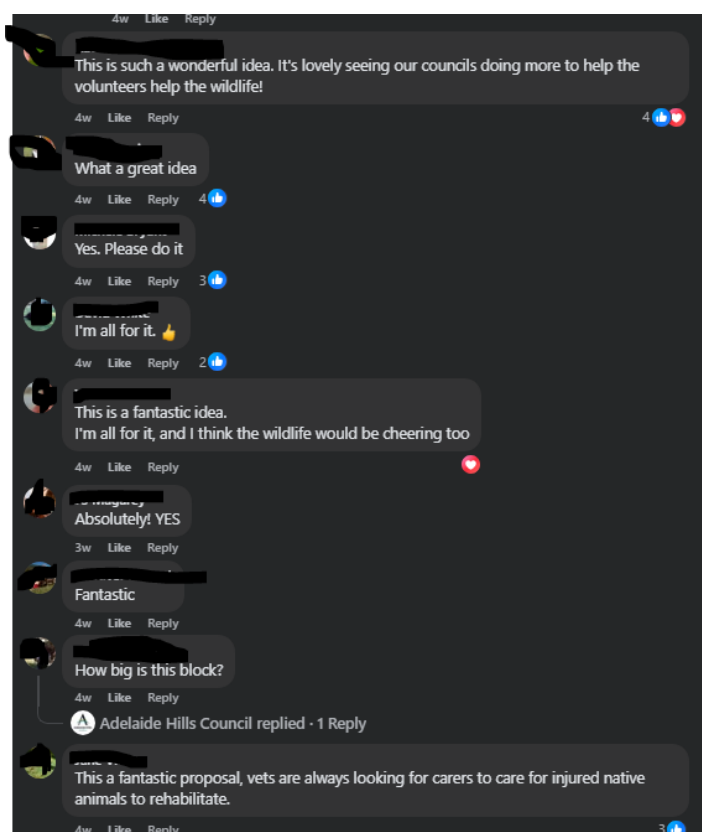 4w Like Reply
This is such a wonderful idea. It's lovely seeing our councils doing more to help the
volunteers help the wildlife!
4w Like Reply 4
What a great idea
4w Like Reply 4
Yes. Please do it
4w Like Reply 3
I'm all for it.
4w Like Reply 2
This is a fantastic idea.
I'm all for it, and I think the wildlife would be cheering too
4w Like Reply
Absolutely! YES
3w Like Reply
Fantastic
4w Like Reply
How big is this block?
4w Like Reply
Adelaide Hills Council replied · 1 Reply
This a fantastic proposal, vets are always looking for carers to care for injured native
animals to rehabilitate.
4w Like Reply 3